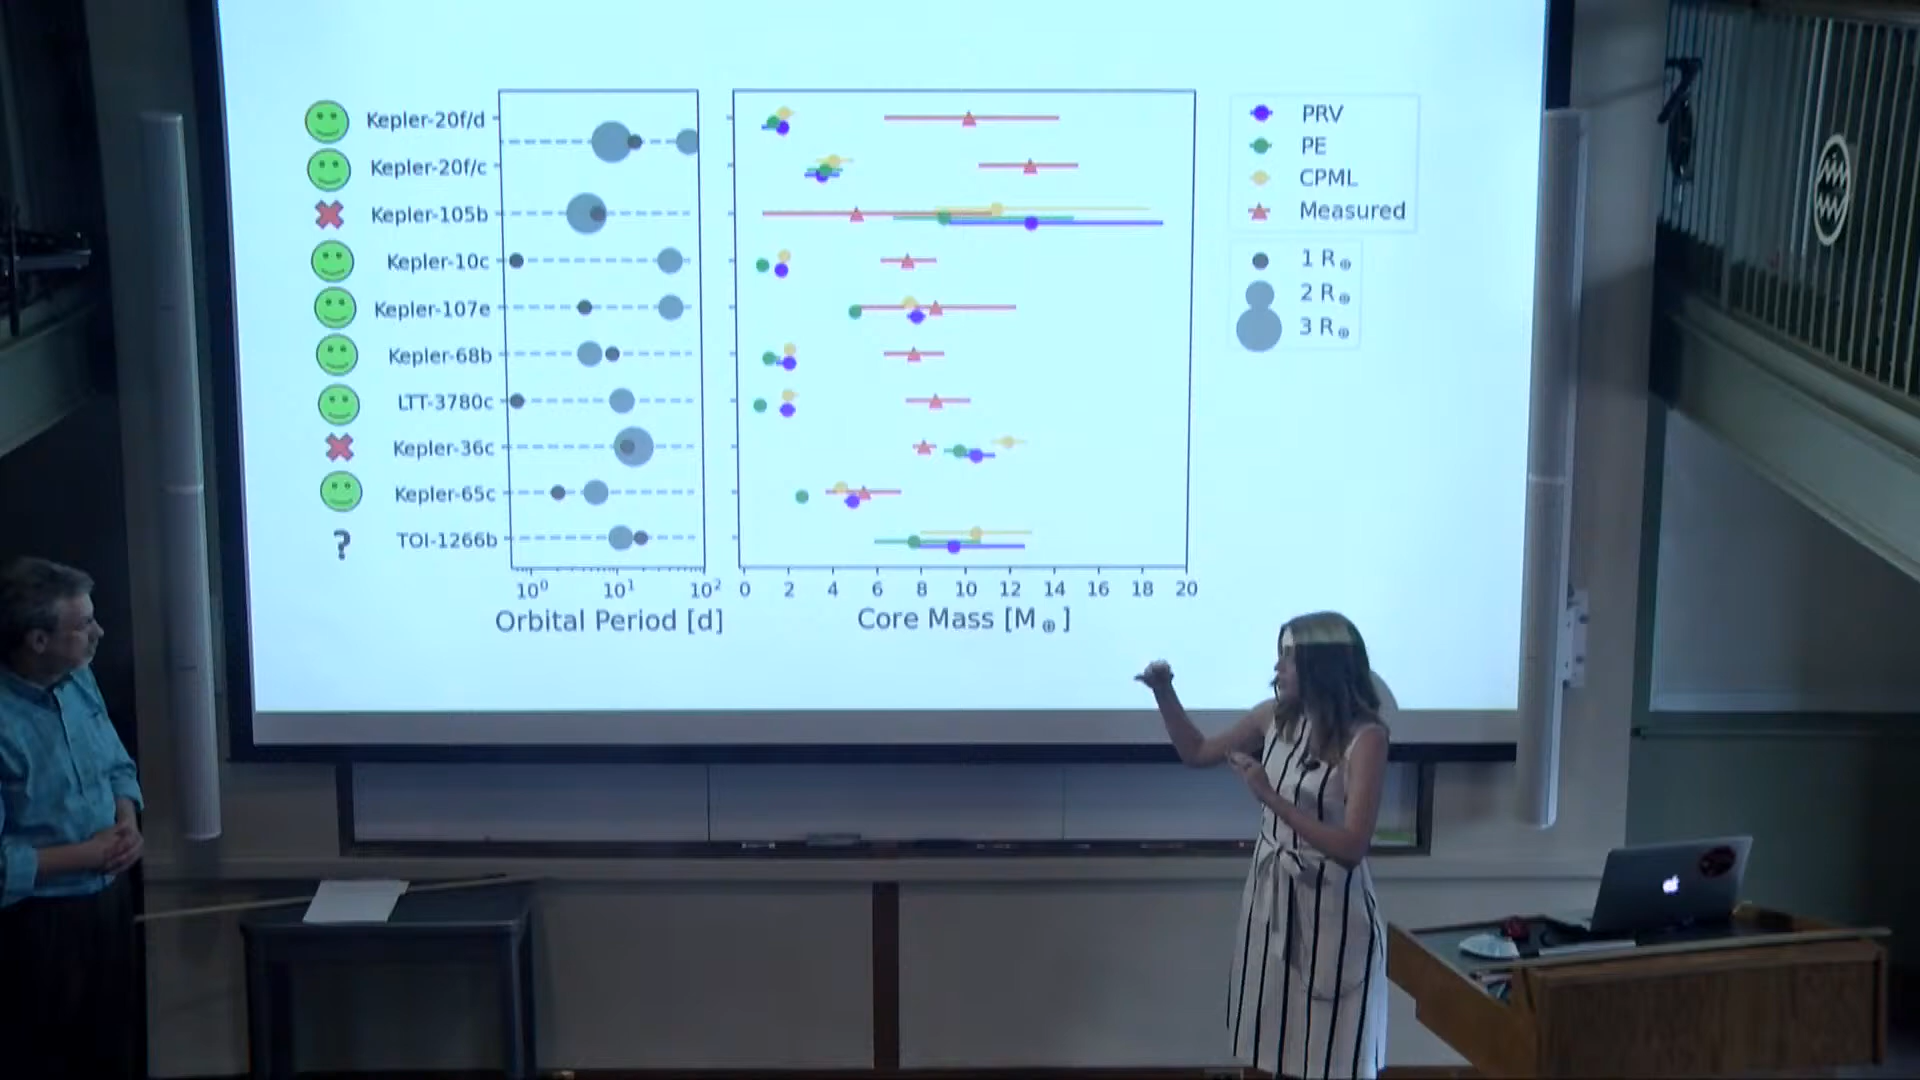 Kepler-20f/d
Kepler-20f/c
Kepler-105b
Kepler-10c
Kepler-107e
Kepler-68b
LTT-3780c
Kepler-36c
Kepler-65c
? TOI-1266b
10⁰ 10¹ 10²
Orbital Period [d]
0 2 4 6 8 10 12 14 16 18 20
Core Mass [M⊕]
PRV
PE
CPML
Measured
1 R⊕
2 R⊕
3 R⊕